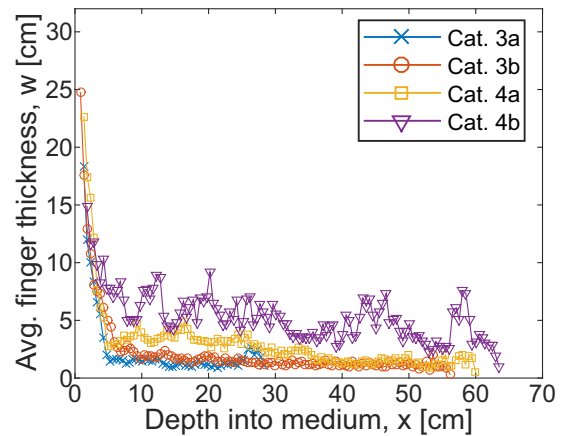 Avg. finger thickness, w [cm]
30
25
20
15
10
5
0
0 10 20 30 40 50 60 70
Depth into medium, x [cm]
Cat. 3a
Cat. 3b
Cat. 4a
Cat. 4b